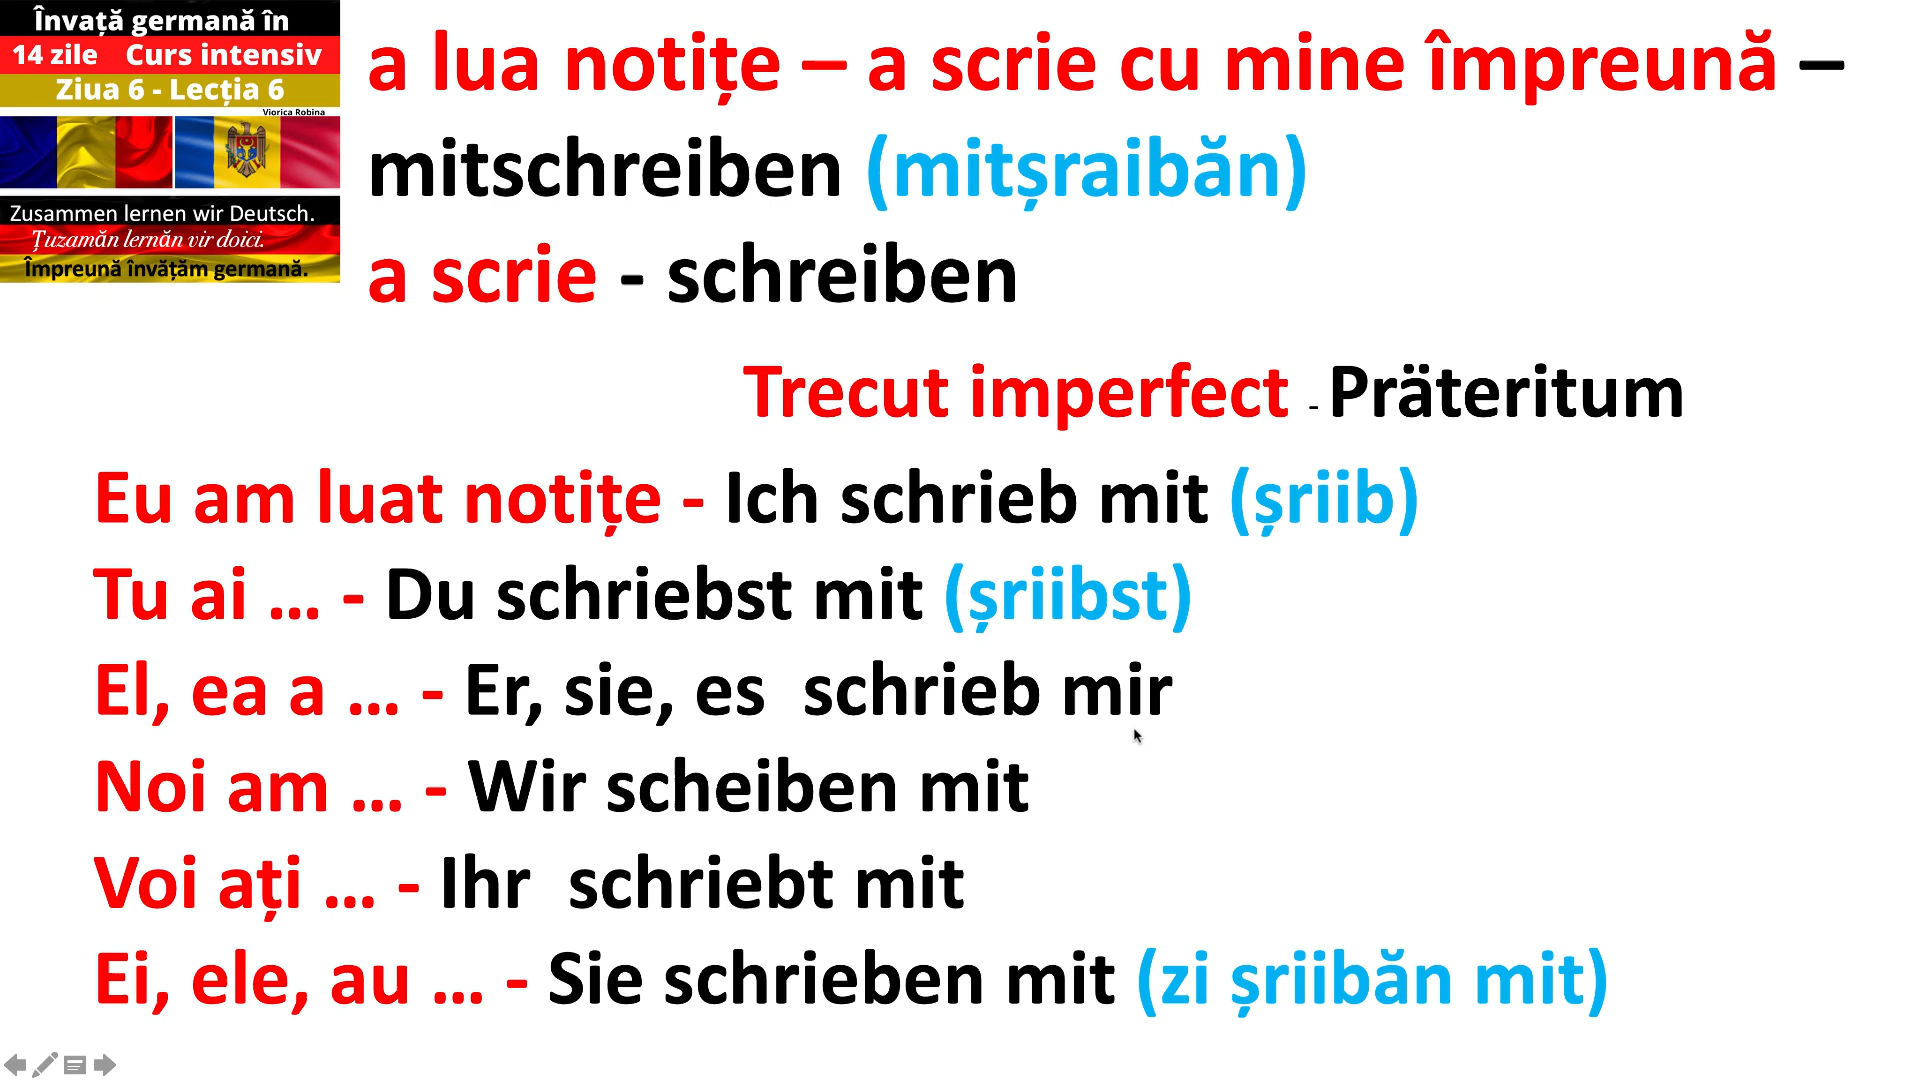 Învață germană în
14 zile Curs intensiv
Ziua 6 - Lecția 6
Viorica Robina
Zusammen lernen wir Deutsch.
Țuzamăn lernăn vir doici.
Împreună învățăm germană.
a lua notițe – a scrie cu mine împreună –
mitschreiben (mitșraibăn)
a scrie - schreiben
Trecut imperfect - Präteritum
Eu am luat notițe - Ich schrieb mit (șriib)
Tu ai ... - Du schriebst mit (șriibst)
El, ea a ... - Er, sie, es schrieb mir
Noi am ... - Wir scheiben mit
Voi ați ... - Ihr schriebt mit
Ei, ele, au ... - Sie schrieben mit (zi șriibăn mit)